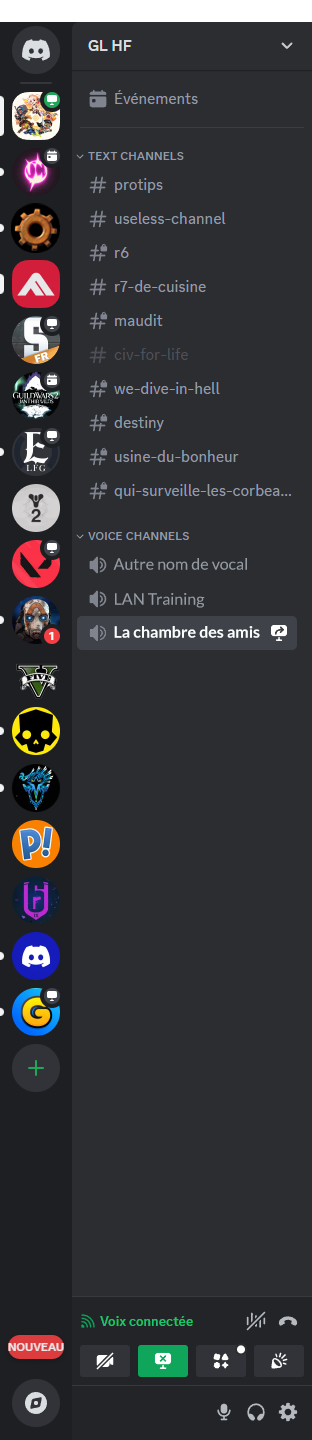 GL HF
Événements
TEXT CHANNELS
protips
useless-channel
r6
r7-de-cuisine
maudit
civ-for-life
we-dive-in-hell
destiny
usine-du-bonheur
qui-surveille-les-corbea...
VOICE CHANNELS
Autre nom de vocal
LAN Training
La chambre des amis
S
FR
GUILD WARS 2
LFG
2
1
V
FIVE
P!
G
NOUVEAU
Voix connectée